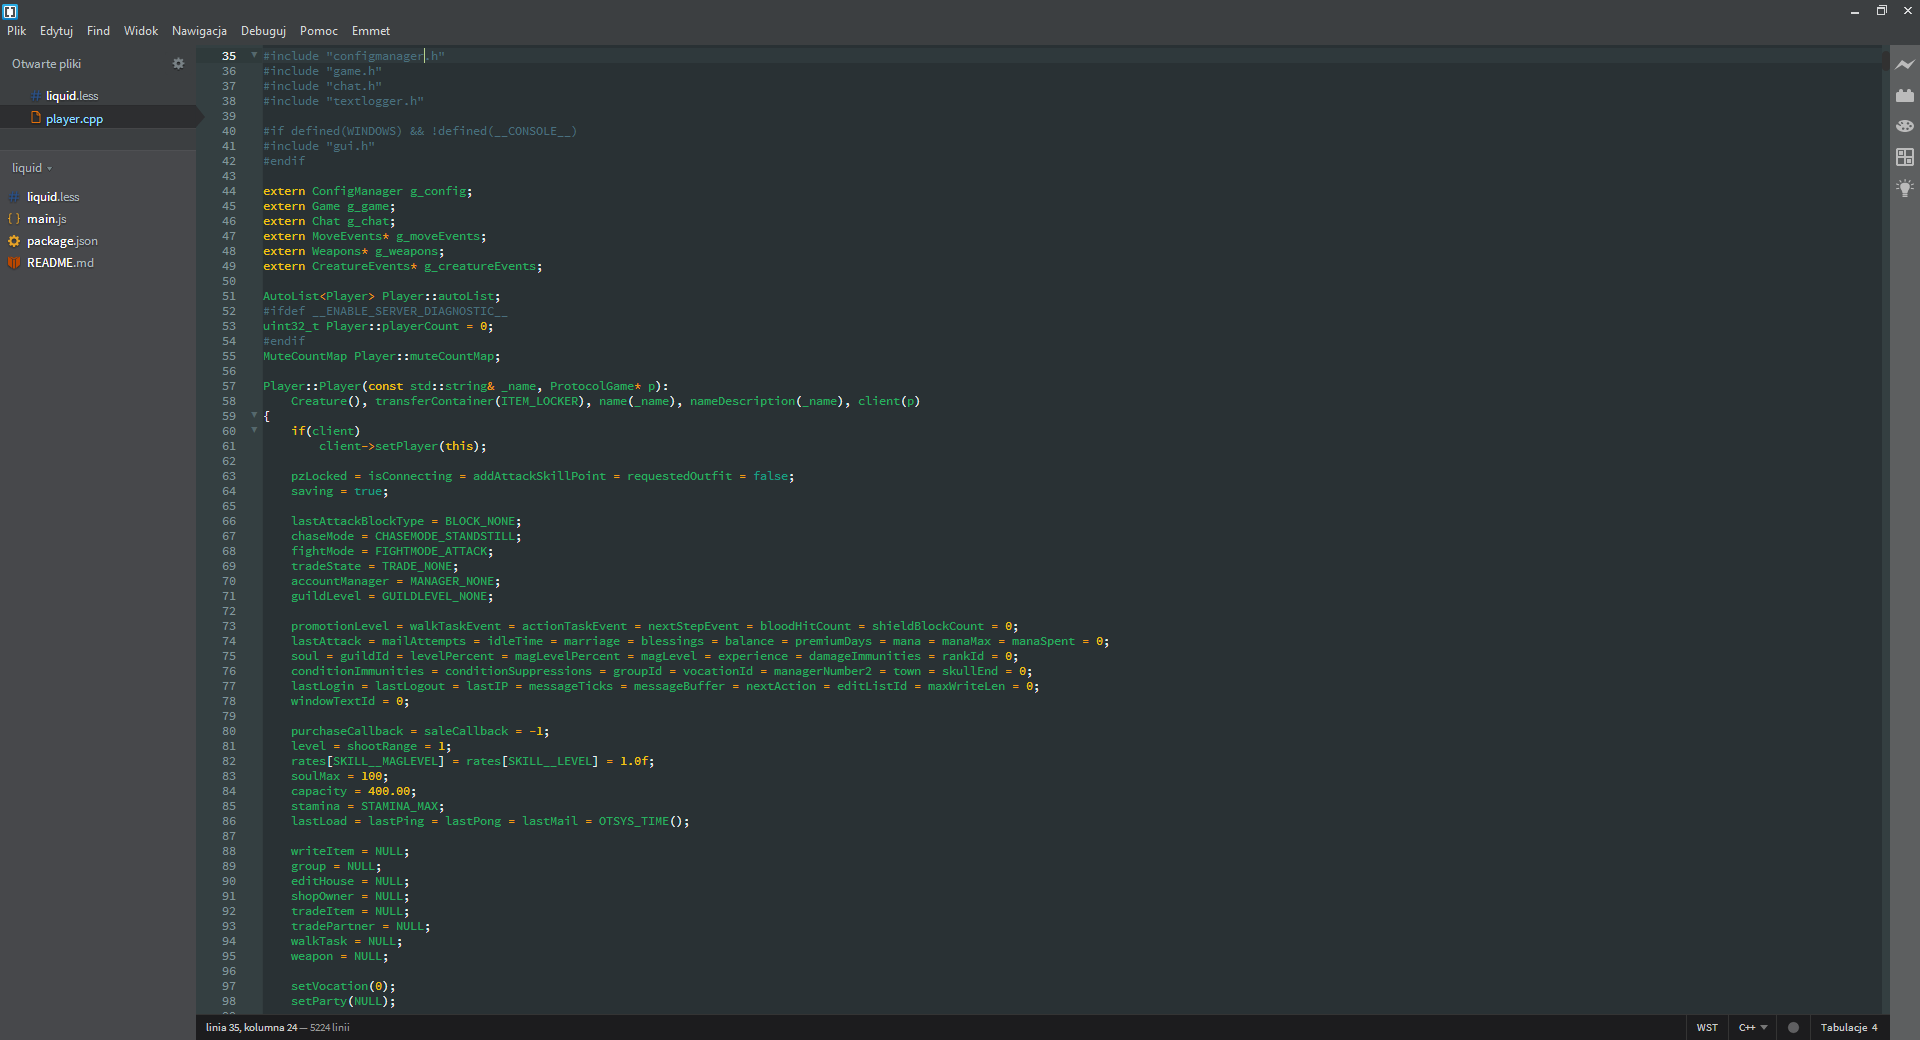 Plik Edytuj Find Widok Nawigacja Debuguj Pomoc Emmet
Otwarte pliki
# liquid.less
player.cpp
liquid
# liquid.less
{} main.js
package.json
README.md
35 #include "configmanager.h"
36 #include "game.h"
37 #include "chat.h"
38 #include "textlogger.h"
39
40 #if defined(WINDOWS) && !defined(__CONSOLE__)
41 #include "gui.h"
42 #endif
43
44 extern ConfigManager g_config;
45 extern Game g_game;
46 extern Chat g_chat;
47 extern MoveEvents* g_moveEvents;
48 extern Weapons* g_weapons;
49 extern CreatureEvents* g_creatureEvents;
50
51 AutoList<Player> Player::autoList;
52 #ifdef __ENABLE_SERVER_DIAGNOSTIC__
53 uint32_t Player::playerCount = 0;
54 #endif
55 MuteCountMap Player::muteCountMap;
56
57 Player::Player(const std::string& _name, ProtocolGame* p):
58     Creature(), transferContainer(ITEM_LOCKER), name(_name), nameDescription(_name), client(p)
59 {
60     if(client)
61         client->setPlayer(this);
62
63     pzLocked = isConnecting = addAttackSkillPoint = requestedOutfit = false;
64     saving = true;
65
66     lastAttackBlockType = BLOCK_NONE;
67     chaseMode = CHASEMODE_STANDSTILL;
68     fightMode = FIGHTMODE_ATTACK;
69     tradeState = TRADE_NONE;
70     accountManager = MANAGER_NONE;
71     guildLevel = GUILDLEVEL_NONE;
72
73     promotionLevel = walkTaskEvent = actionTaskEvent = nextStepEvent = bloodHitCount = shieldBlockCount = 0;
74     lastAttack = mailAttempts = idleTime = marriage = blessings = balance = premiumDays = mana = manaMax = manaSpent = 0;
75     soul = guildId = levelPercent = magLevelPercent = magLevel = experience = damageImmunities = rankId = 0;
76     conditionImmunities = conditionSuppressions = groupId = vocationId = managerNumber2 = town = skullEnd = 0;
77     lastLogin = lastLogout = lastIP = messageTicks = messageBuffer = nextAction = editListId = maxWriteLen = 0;
78     windowTextId = 0;
79
80     purchaseCallback = saleCallback = -1;
81     level = shootRange = 1;
82     rates[SKILL__MAGLEVEL] = rates[SKILL__LEVEL] = 1.0f;
83     soulMax = 100;
84     capacity = 400.00;
85     stamina = STAMINA_MAX;
86     lastLoad = lastPing = lastPong = lastMail = OTSYS_TIME();
87
88     writeItem = NULL;
89     group = NULL;
90     editHouse = NULL;
91     shopOwner = NULL;
92     tradeItem = NULL;
93     tradePartner = NULL;
94     walkTask = NULL;
95     weapon = NULL;
96
97     setVocation(0);
98     setParty(NULL);
linia 35, kolumna 24 — 5224 linii
WST C++ Tabulacje 4